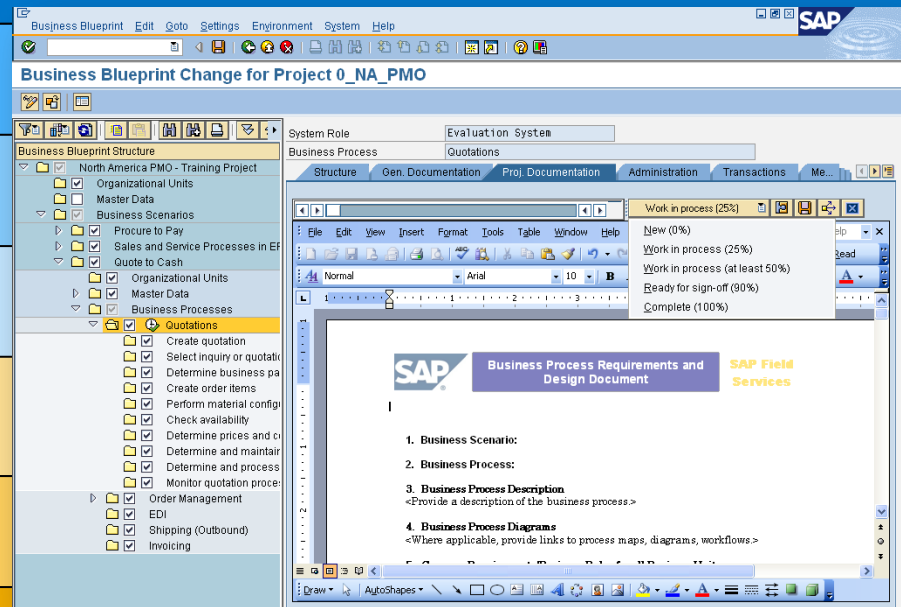 Business Blueprint Edit Goto Settings Environment System Help
SAP
Business Blueprint Change for Project 0_NA_PMO
System Role Evaluation System
Business Process Quotations
Business Blueprint Structure
North America PMO - Training Project
Organizational Units
Master Data
Business Scenarios
Procure to Pay
Sales and Service Processes in EF
Quote to Cash
Organizational Units
Master Data
Business Processes
Quotations
Create quotation
Select inquiry or quotatio
Determine business pa
Create order items
Perform material config
Check availability
Determine prices and c
Determine and maintair
Determine and process
Monitor quotation proce
Order Management
EDI
Shipping (Outbound)
Invoicing
Structure Gen. Documentation Proj. Documentation Administration Transactions Me...
Work in process (25%)
New (0%)
Work in process (25%)
Work in process (at least 50%)
Ready for sign-off (90%)
Complete (100%)
File Edit View Insert Format Tools Table Window Help elp
Read
Normal Arial 10 B A
1 1 2 3
SAP
Business Process Requirements and
Design Document
SAP Field
Services
1. Business Scenario:
2. Business Process:
3. Business Process Description
<Provide a description of the business process.>
4. Business Process Diagrams
<Where applicable, provide links to process maps, diagrams, workflows.>
Draw AutoShapes